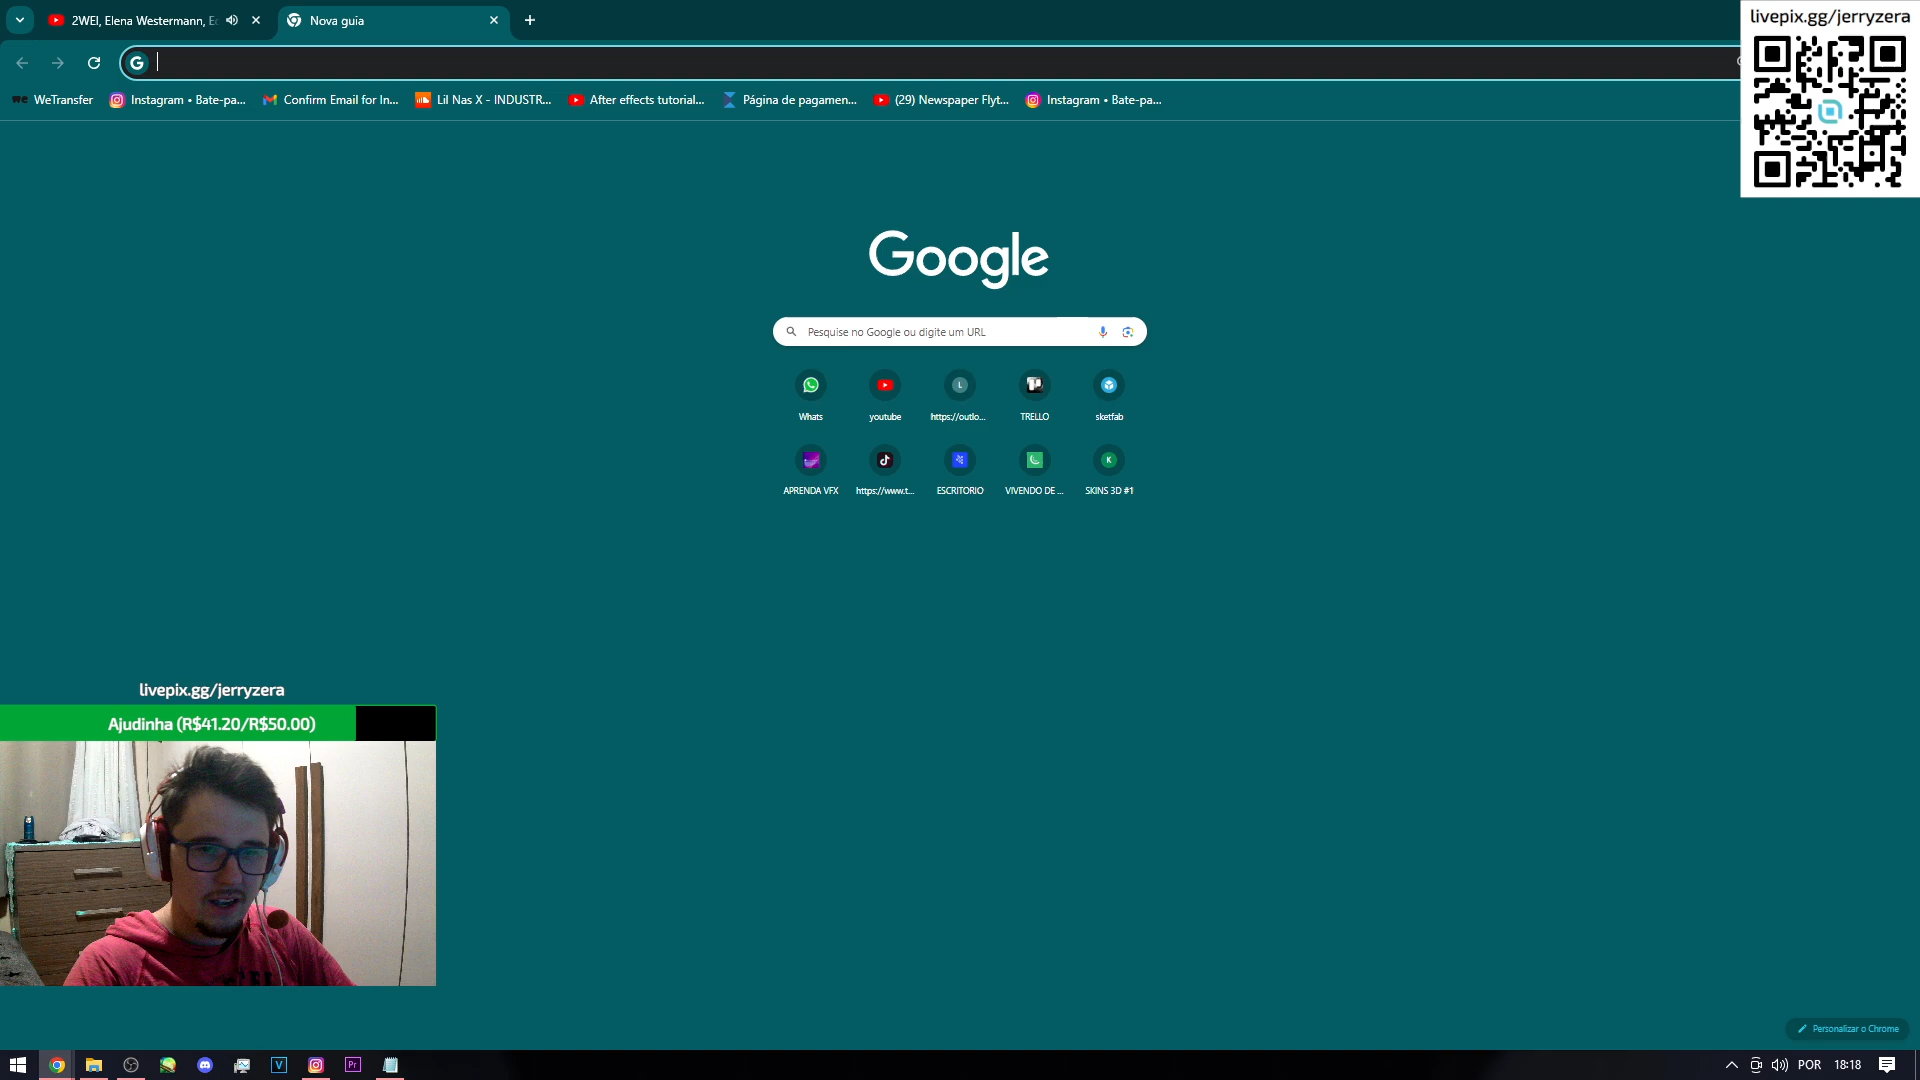 2WEI, Elena Westermann, Ec
Nova guia
livepix.gg/jerryzera
WeTransfer
Instagram • Bate-pa...
Confirm Email for In...
Lil Nas X - INDUSTR...
After effects tutorial...
Página de pagamen...
(29) Newspaper Flyt...
Instagram • Bate-pa...
Google
Pesquise no Google ou digite um URL
L
Whats
youtube
https://outlo...
TRELLO
sketfab
K
APRENDA VFX
https://www.t...
ESCRITORIO
VIVENDO DE ...
SKINS 3D #1
livepix.gg/jerryzera
Ajudinha (R$41.20/R$50.00)
Personalizar o Chrome
V
Pr
POR
18:18